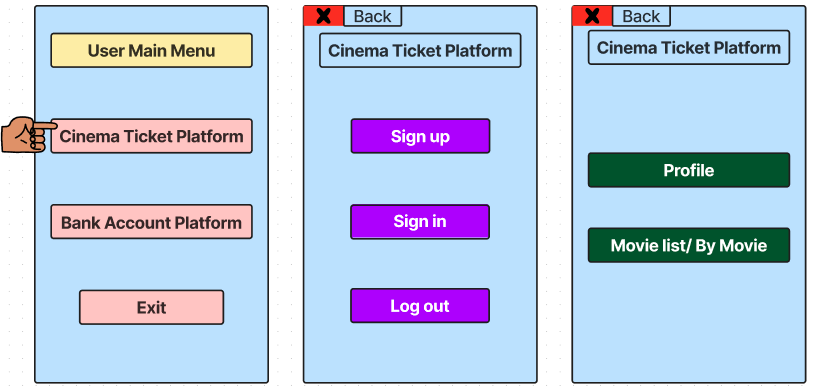 User Main Menu
Cinema Ticket Platform
Bank Account Platform
Exit
Back
Cinema Ticket Platform
Sign up
Sign in
Log out
Back
Cinema Ticket Platform
Profile
Movie list/ By Movie